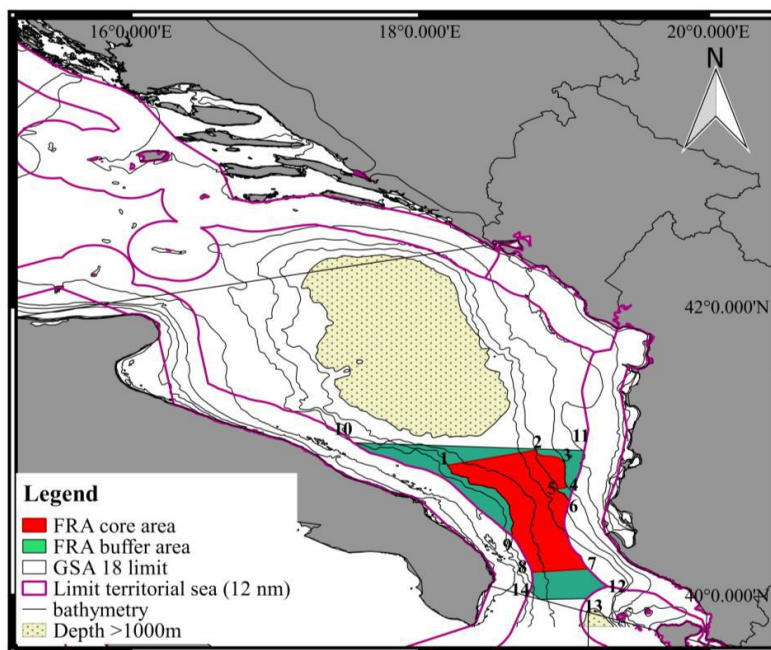 16°0.000'E 18°0.000'E 20°0.000'E
N
42°0.000'N
10 11
2
1 3
5 4
6
9
8 7
14 12
40°0.000'N
13
Legend
FRA core area
FRA buffer area
GSA 18 limit
Limit territorial sea (12 nm)
bathymetry
Depth >1000m